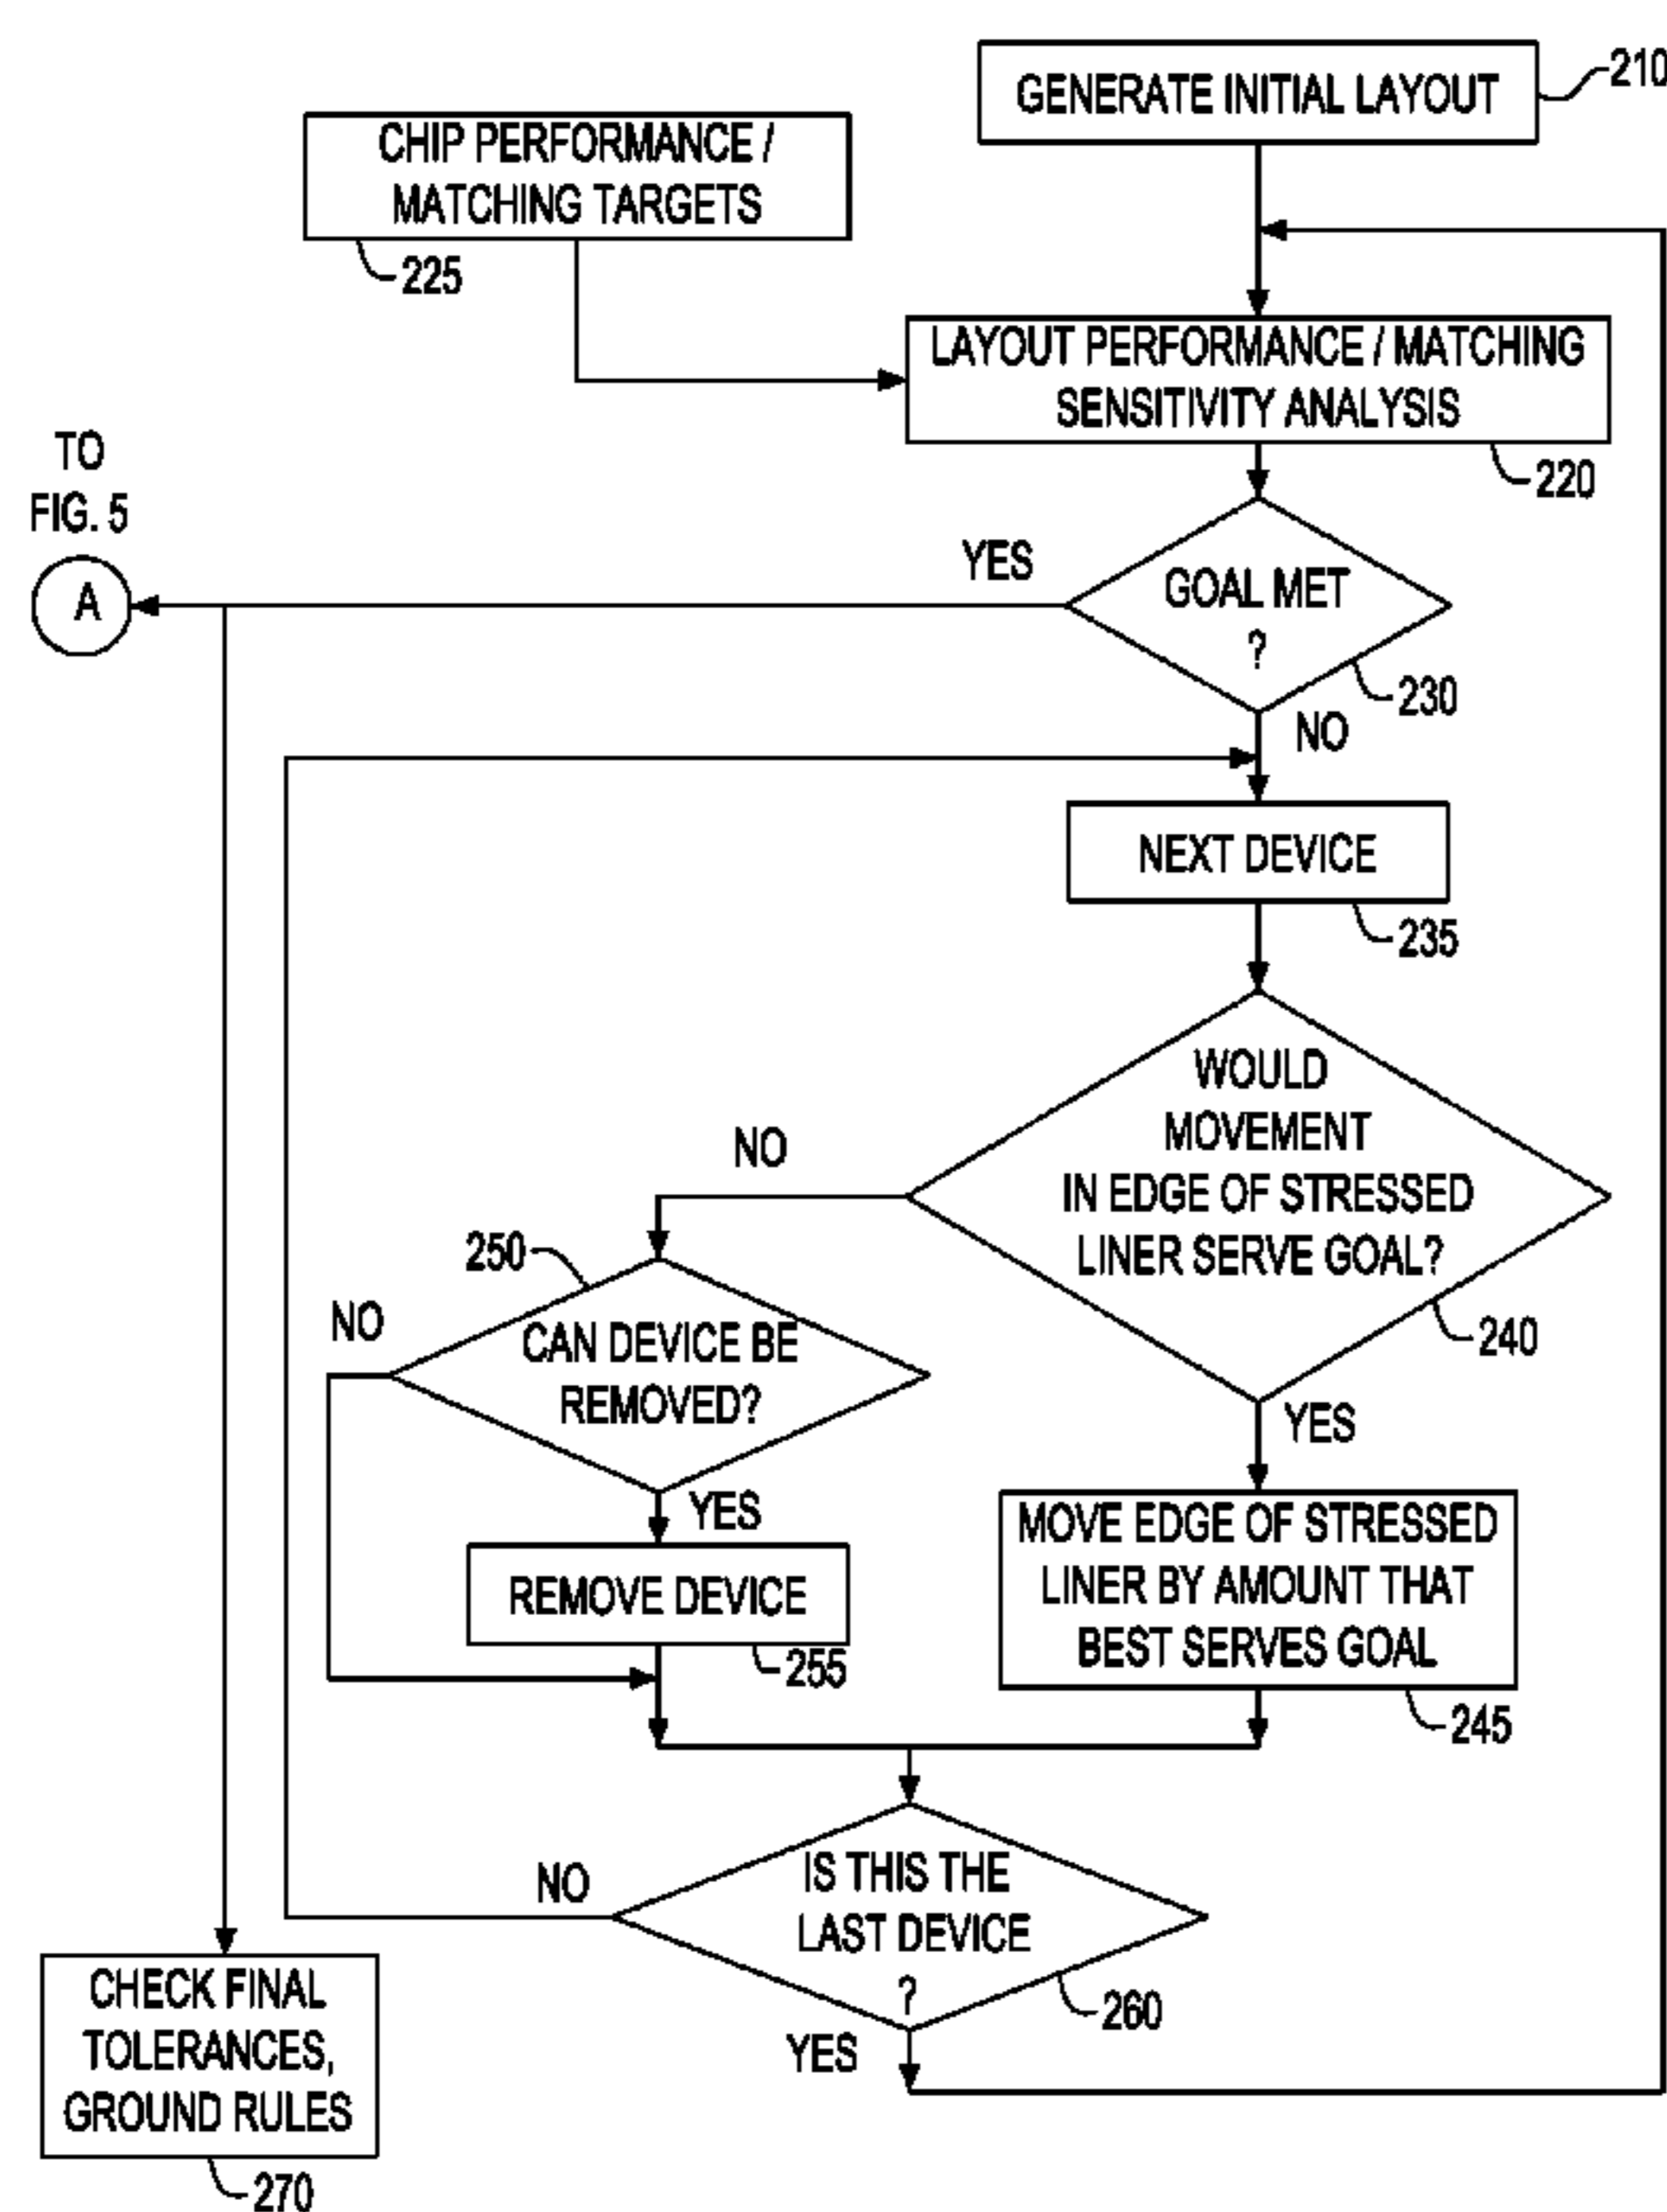 GENERATE INITIAL LAYOUT
210
CHIP PERFORMANCE /
MATCHING TARGETS
225
LAYOUT PERFORMANCE / MATCHING
SENSITIVITY ANALYSIS
220
TO
FIG. 5
A
YES
GOAL MET
?
230
NO
NEXT DEVICE
235
WOULD
MOVEMENT
IN EDGE OF STRESSED
LINER SERVE GOAL?
240
NO
YES
250
CAN DEVICE BE
REMOVED?
NO
YES
REMOVE DEVICE
255
MOVE EDGE OF STRESSED
LINER BY AMOUNT THAT
BEST SERVES GOAL
245
IS THIS THE
LAST DEVICE
?
260
NO
YES
CHECK FINAL
TOLERANCES,
GROUND RULES
270